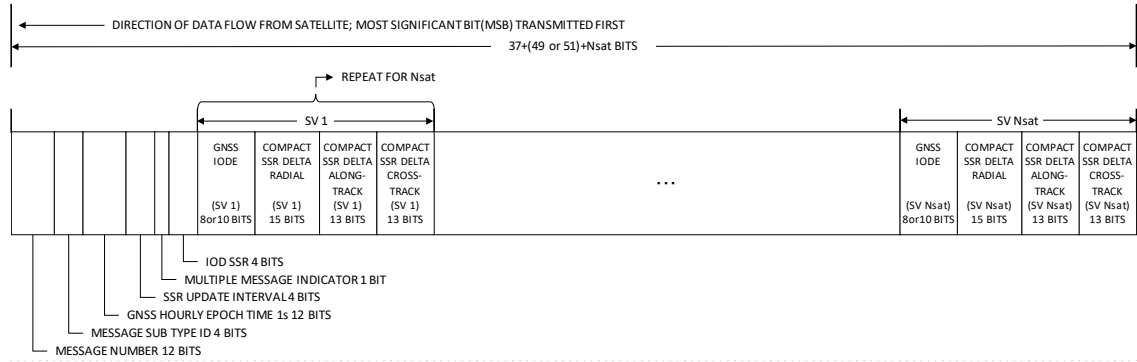 DIRECTION OF DATA FLOW FROM SATELLITE; MOST SIGNIFICANT BIT(MSB) TRANSMITTED FIRST
37+(49 or 51)+Nsat BITS
REPEAT FOR Nsat
SV 1
SV Nsat
GNSS IODE (SV 1) 8or10 BITS
COMPACT SSR DELTA RADIAL (SV 1) 15 BITS
COMPACT SSR DELTA ALONG-TRACK (SV 1) 13 BITS
COMPACT SSR DELTA CROSS-TRACK (SV 1) 13 BITS
...
GNSS IODE (SV Nsat) 8or10 BITS
COMPACT SSR DELTA RADIAL (SV Nsat) 15 BITS
COMPACT SSR DELTA ALONG-TRACK (SV Nsat) 13 BITS
COMPACT SSR DELTA CROSS-TRACK (SV Nsat) 13 BITS
IOD SSR 4 BITS
MULTIPLE MESSAGE INDICATOR 1 BIT
SSR UPDATE INTERVAL 4 BITS
GNSS HOURLY EPOCH TIME 1s 12 BITS
MESSAGE SUB TYPE ID 4 BITS
MESSAGE NUMBER 12 BITS